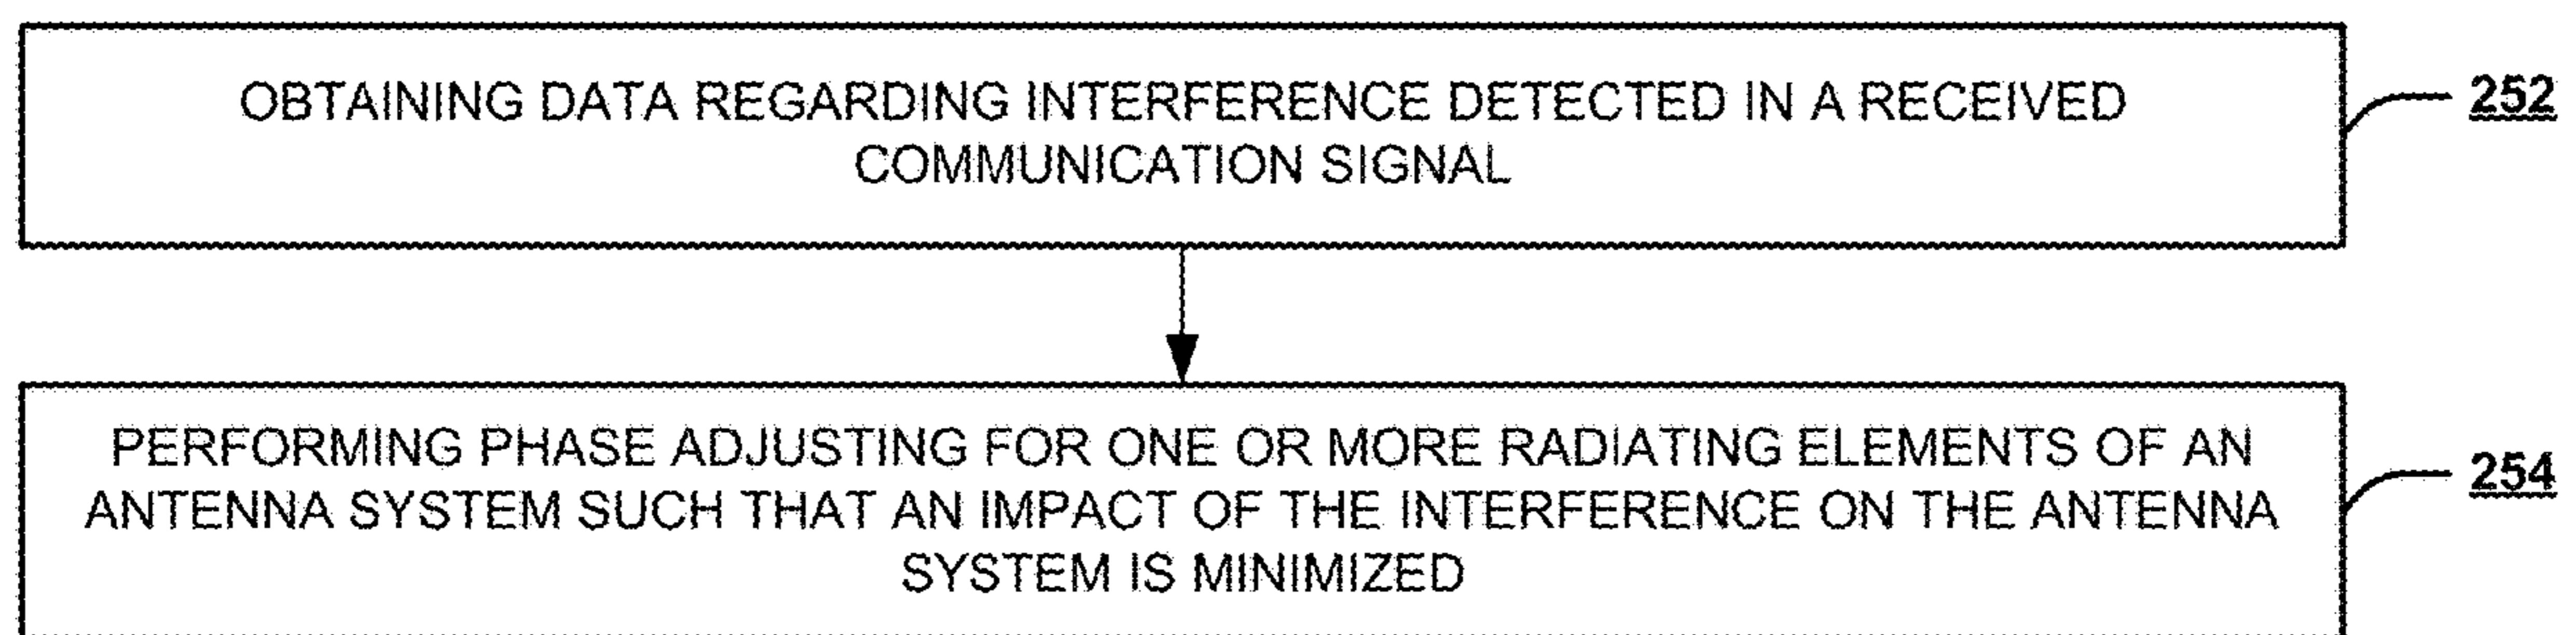 OBTAINING DATA REGARDING INTERFERENCE DETECTED IN A RECEIVED
COMMUNICATION SIGNAL
252
PERFORMING PHASE ADJUSTING FOR ONE OR MORE RADIATING ELEMENTS OF AN
ANTENNA SYSTEM SUCH THAT AN IMPACT OF THE INTERFERENCE ON THE ANTENNA
SYSTEM IS MINIMIZED
254